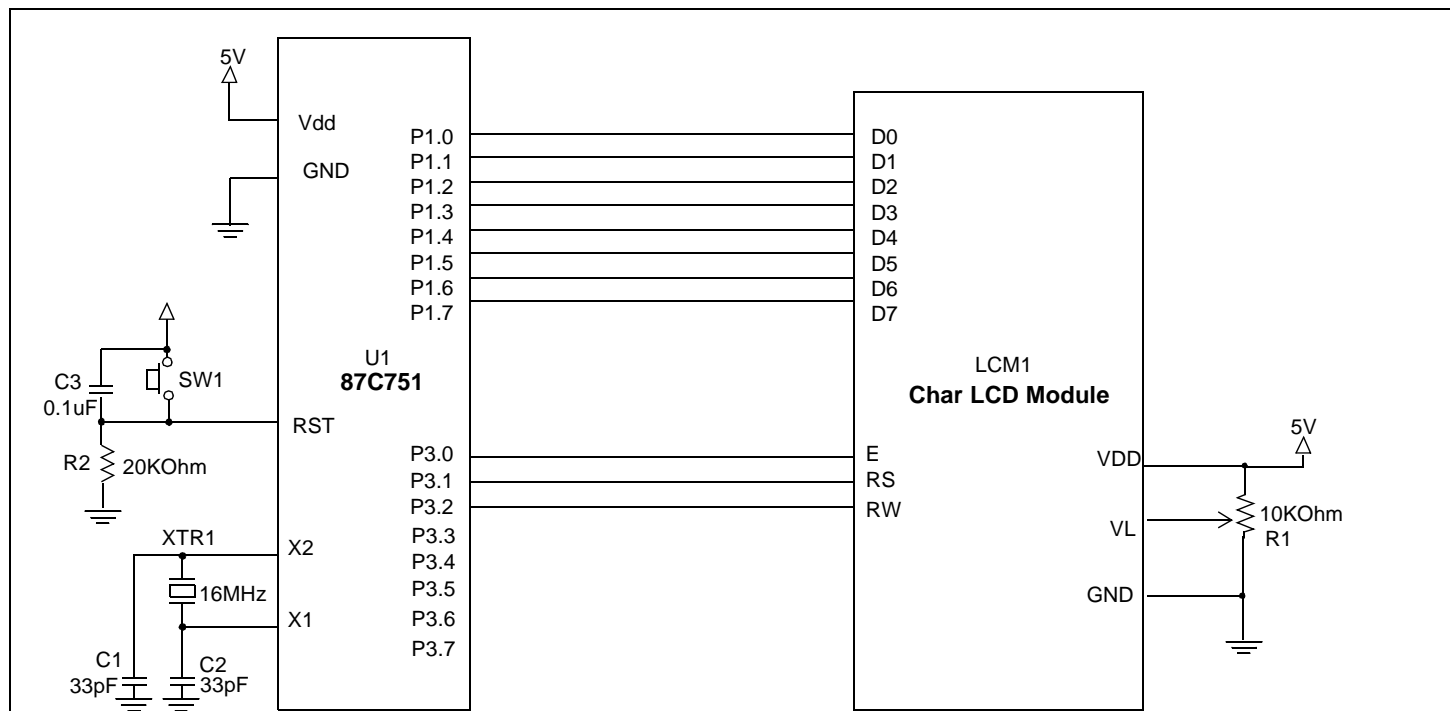 5V
Vdd
GND
P1.0
P1.1
P1.2
P1.3
P1.4
P1.5
P1.6
P1.7
U1
87C751
C3
0.1uF
SW1
RST
R2
20KOhm
P3.0
P3.1
P3.2
P3.3
P3.4
P3.5
P3.6
P3.7
XTR1
X2
16MHz
X1
C1
33pF
C2
33pF
D0
D1
D2
D3
D4
D5
D6
D7
LCM1
Char LCD Module
E
RS
RW
VDD
5V
VL
10KOhm
R1
GND